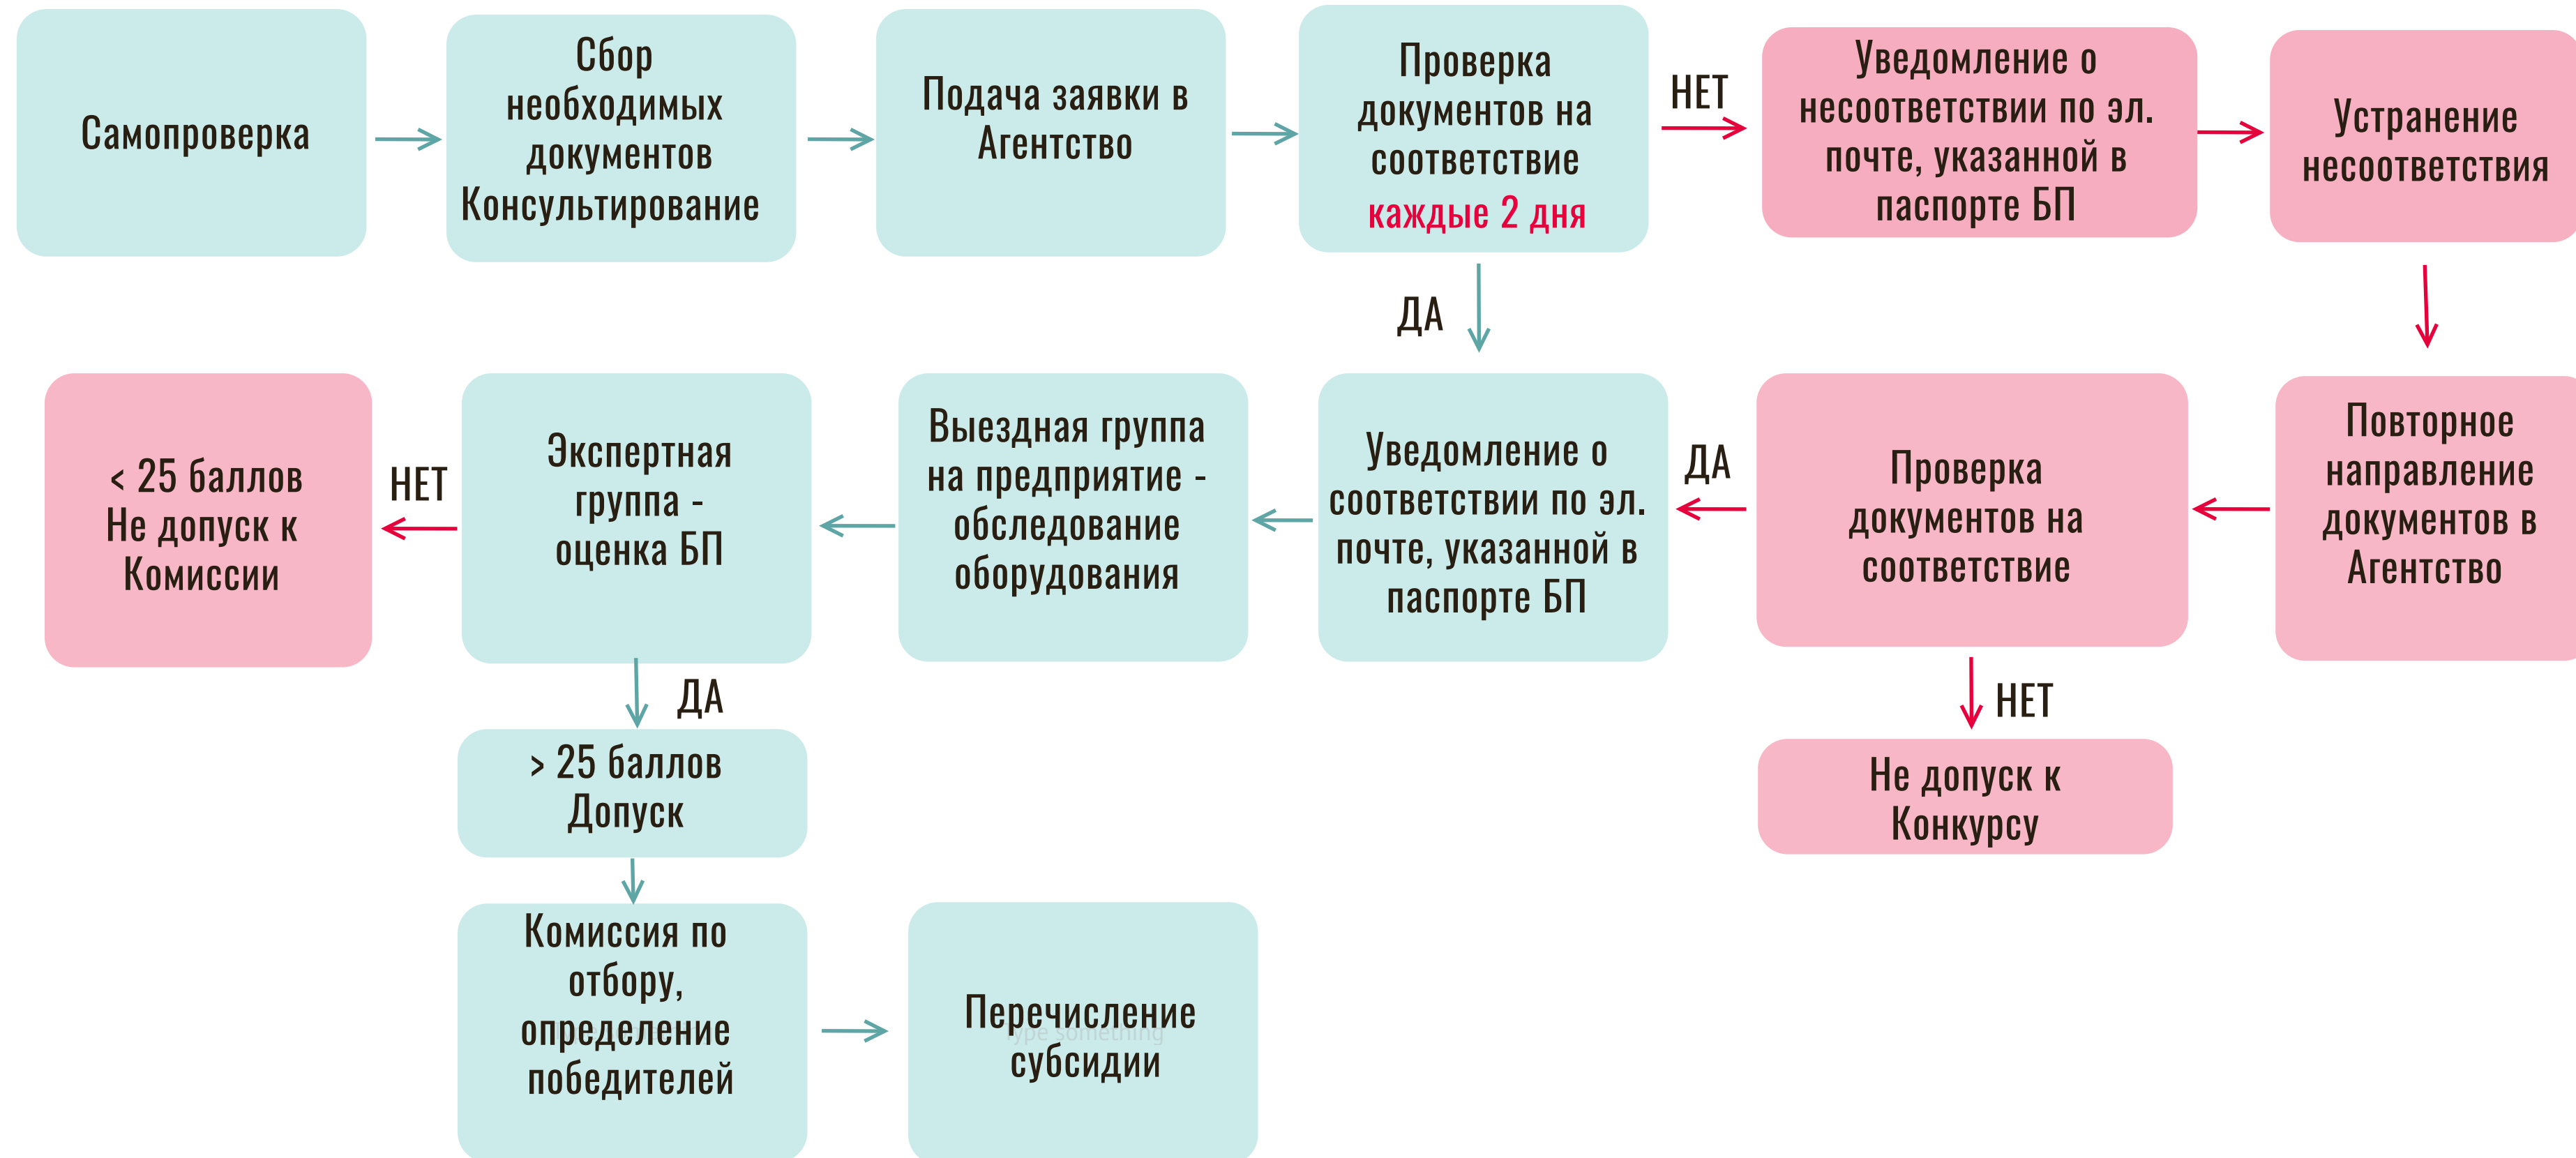 Самопроверка
Сбор
необходимых
документов
Консультирование
Подача заявки в
Агентство
Проверка
документов на
соответствие
каждые 2 дня
НЕТ
Уведомление о
несоответствии по эл.
почте, указанной в
паспорте БП
Устранение
несоответствия
ДА
< 25 баллов
Не допуск к
Комиссии
НЕТ
Экспертная
группа -
оценка БП
Выездная группа
на предприятие -
обследование
оборудования
Уведомление о
соответствии по эл.
почте, указанной в
паспорте БП
ДА
Проверка
документов на
соответствие
Повторное
направление
документов в
Агентство
ДА
НЕТ
> 25 баллов
Допуск
Не допуск к
Конкурсу
Комиссия по
отбору,
определение
победителей
Перечисление
Type something
субсидии